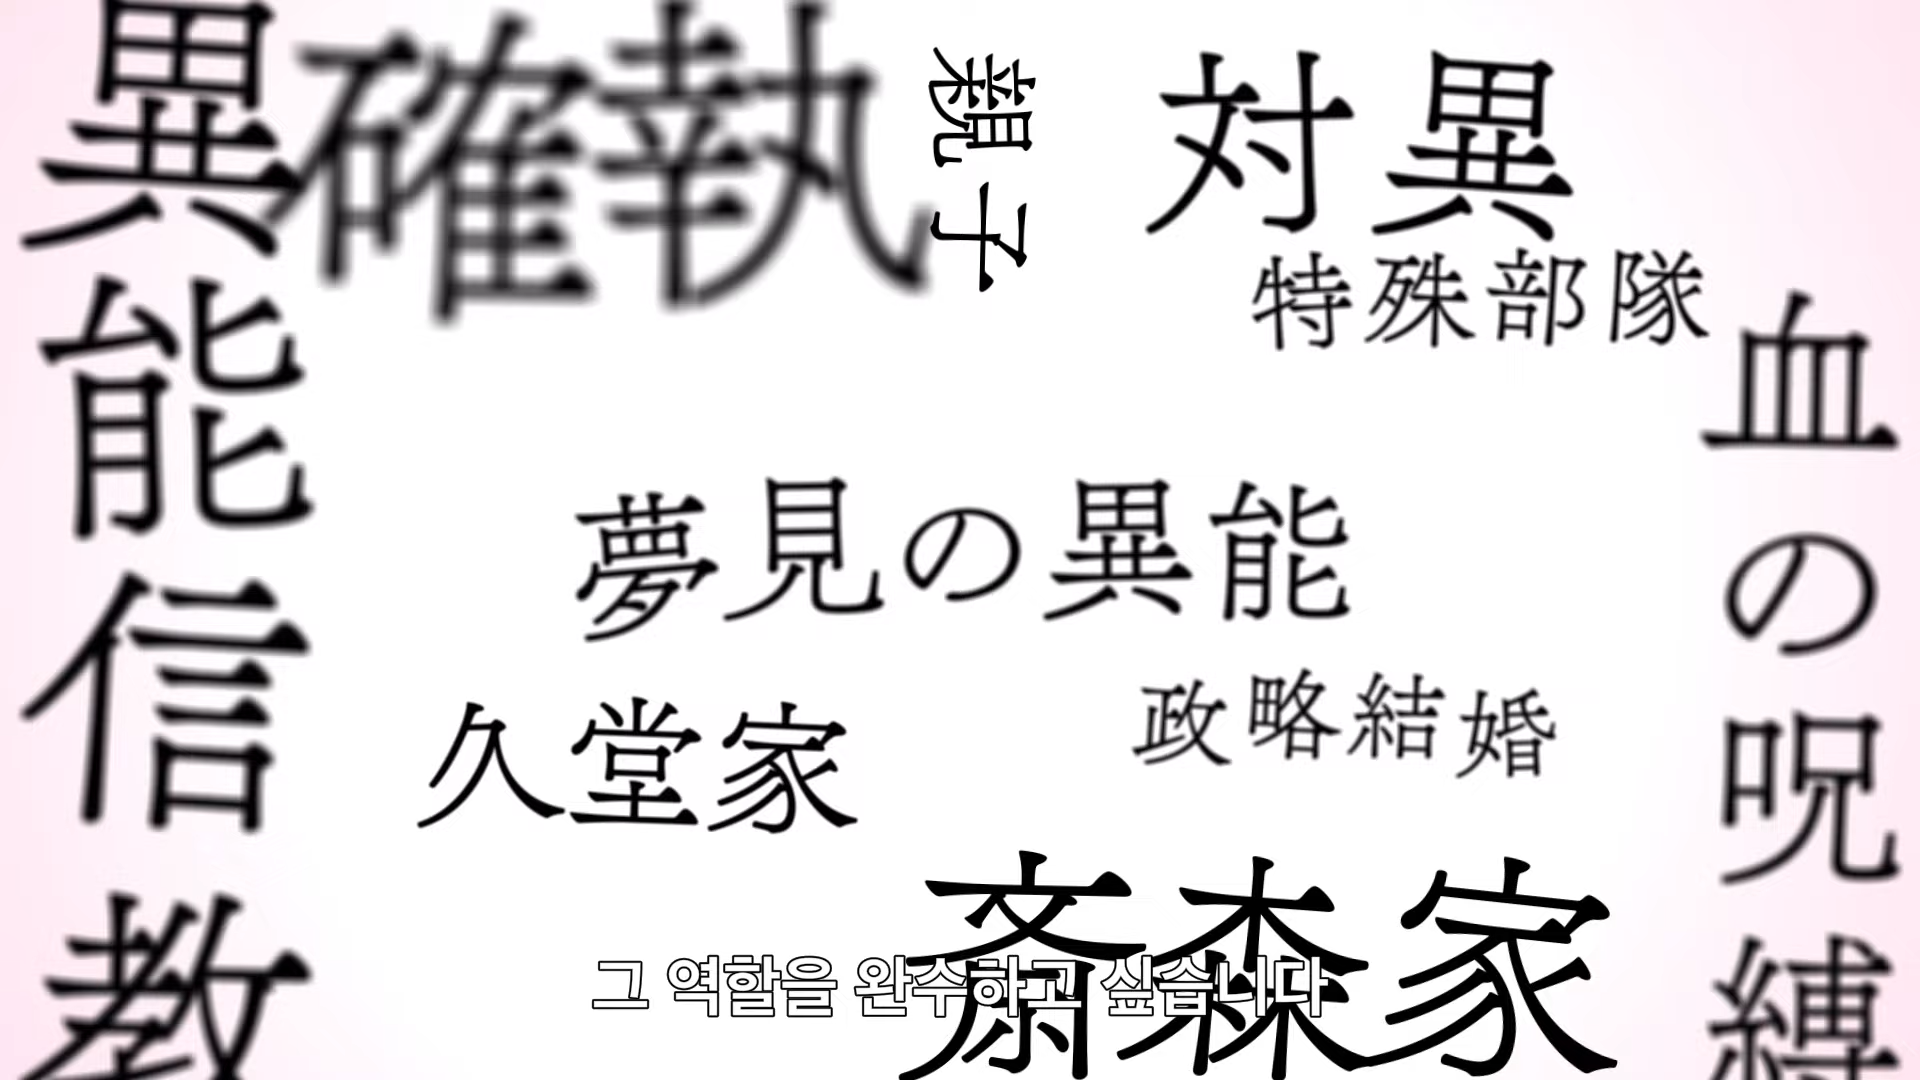 異能信教
確執
親子
対異
特殊部隊
血の呪縛
夢見の異能
久堂家
政略結婚
斎森家
그 역할을 완수하고 싶습니다